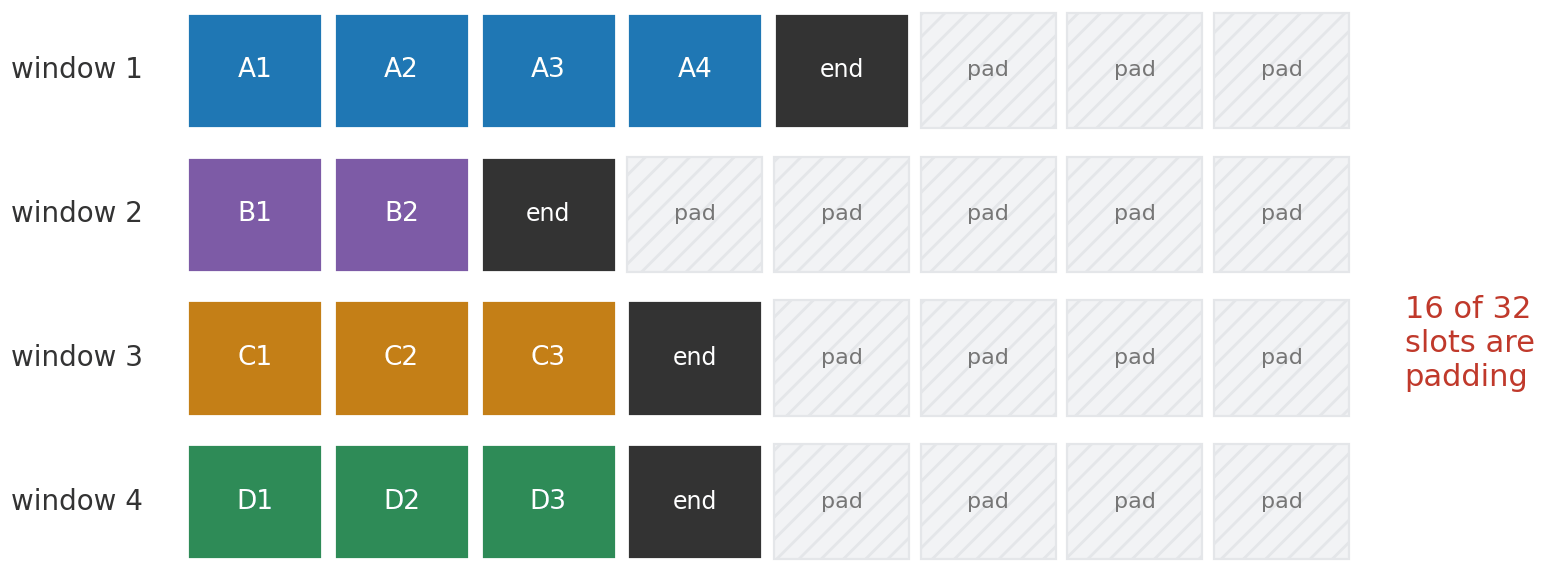 window 1 A1 A2 A3 A4 end pad pad pad
window 2 B1 B2 end pad pad pad pad pad
window 3 C1 C2 C3 end pad pad pad pad
window 4 D1 D2 D3 end pad pad pad pad
16 of 32
slots are
padding